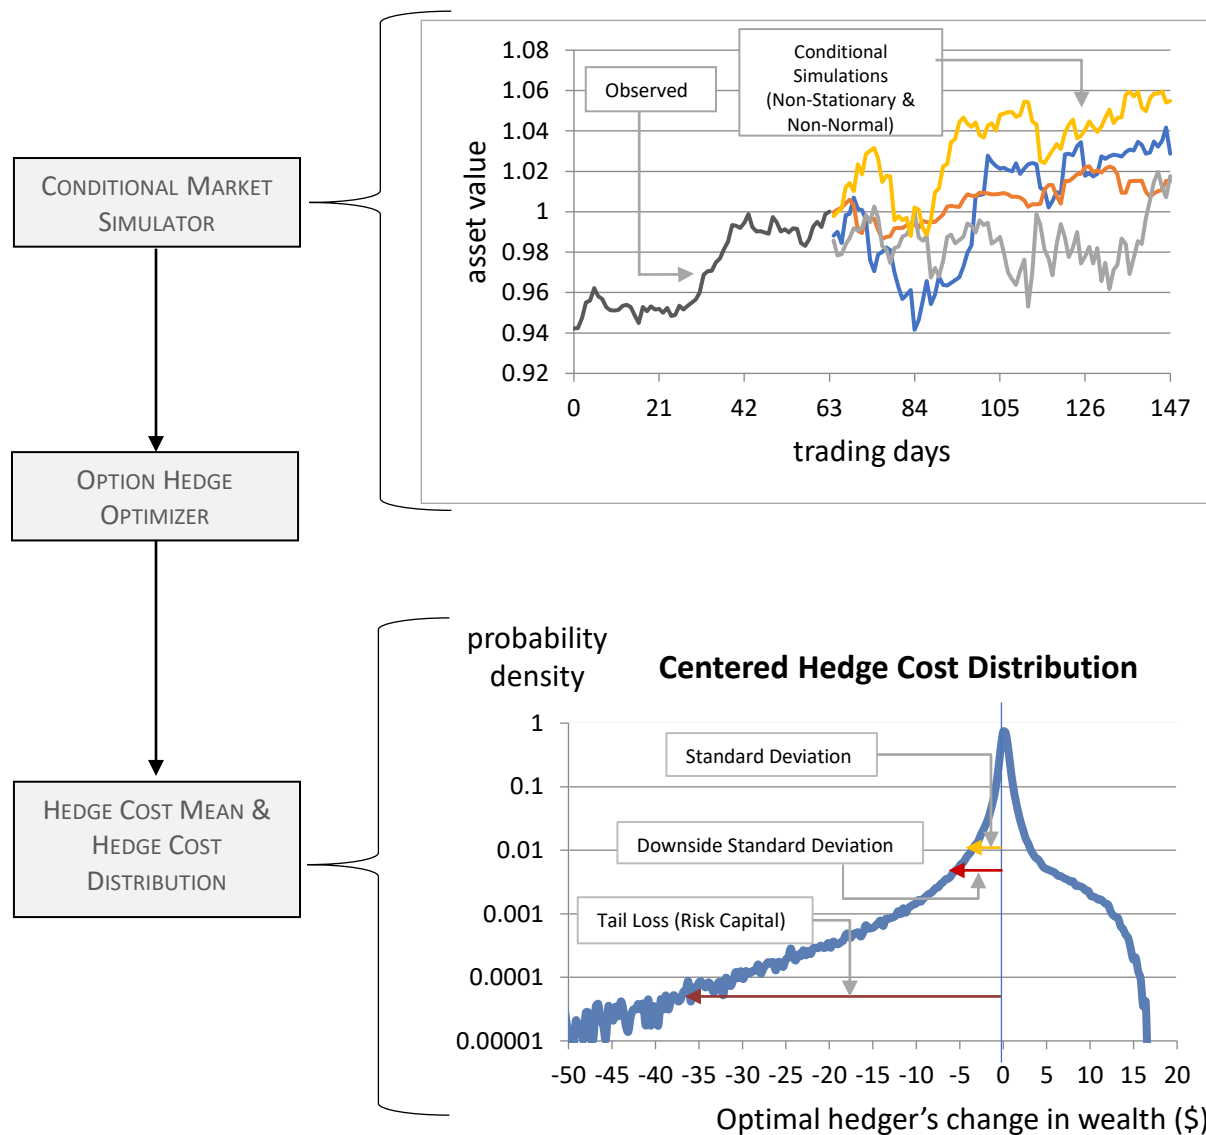 CONDITIONAL MARKET
SIMULATOR
OPTION HEDGE
OPTIMIZER
HEDGE COST MEAN &
HEDGE COST
DISTRIBUTION
asset value
1.08
1.06
1.04
1.02
1
0.98
0.96
0.94
0.92
Observed
Conditional
Simulations
(Non-Stationary &
Non-Normal)
0 21 42 63 84 105 126 147
trading days
probability
density
Centered Hedge Cost Distribution
1
0.1
0.01
0.001
0.0001
0.00001
Standard Deviation
Downside Standard Deviation
Tail Loss (Risk Capital)
-50 -45 -40 -35 -30 -25 -20 -15 -10 -5 0 5 10 15 20
Optimal hedger's change in wealth ($)